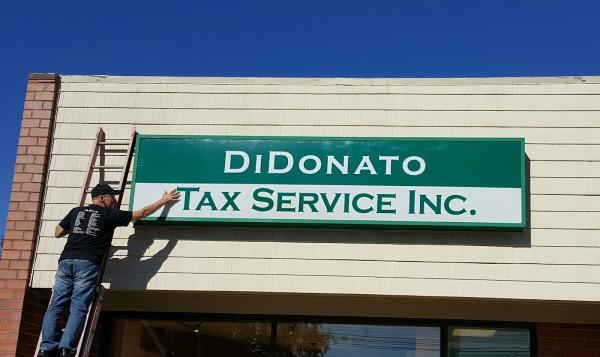 DiDonato
Tax Service Inc.